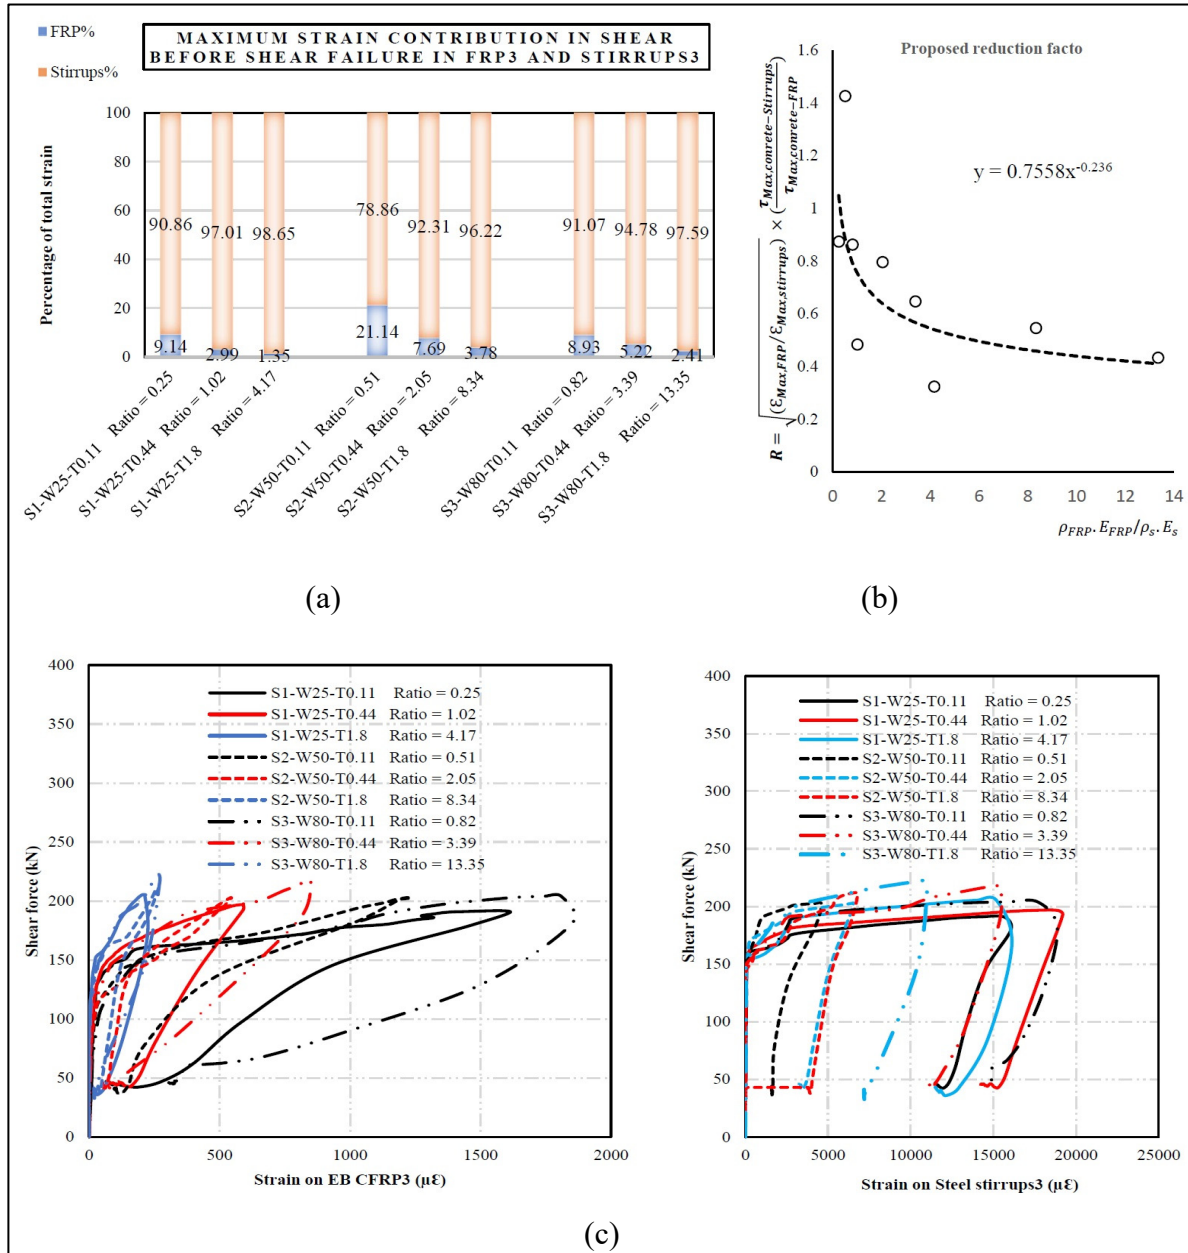 FRP%
Stirrups%
MAXIMUM STRAIN CONTRIBUTION IN SHEAR
BEFORE SHEAR FAILURE IN FRP3 AND STIRRUPS3
Percentage of total strain
100
80
60
40
20
0
90.86
97.01
98.65
78.86
92.31
96.22
91.07
94.78
97.59
9.14
2.99
1.35
21.14
7.69
3.78
8.93
5.22
2.41
S1-W25-T0.11 Ratio = 0.25
S1-W25-T0.44 Ratio = 1.02
S1-W25-T1.8 Ratio = 4.17
S2-W50-T0.11 Ratio = 0.51
S2-W50-T0.44 Ratio = 2.05
S2-W50-T1.8 Ratio = 8.34
S3-W80-T0.11 Ratio = 0.82
S3-W80-T0.44 Ratio = 3.39
S3-W80-T1.8 Ratio = 13.35
(a)
Proposed reduction facto
R = √(ƐMax,FRP/ƐMax,stirrups) × (τMax,conrete−Stirrups/τMax,conrete−FRP)
1.6
1.4
1.2
1
0.8
0.6
0.4
0.2
0
y = 0.7558x^-0.236
0 2 4 6 8 10 12 14
ρFRP.EFRP/ρs.Es
(b)
Shear force (kN)
400
350
300
250
200
150
100
50
0
S1-W25-T0.11 Ratio = 0.25
S1-W25-T0.44 Ratio = 1.02
S1-W25-T1.8 Ratio = 4.17
S2-W50-T0.11 Ratio = 0.51
S2-W50-T0.44 Ratio = 2.05
S2-W50-T1.8 Ratio = 8.34
S3-W80-T0.11 Ratio = 0.82
S3-W80-T0.44 Ratio = 3.39
S3-W80-T1.8 Ratio = 13.35
0 500 1000 1500 2000
Strain on EB CFRP3 (µƐ)
Shear force (kN)
400
350
300
250
200
150
100
50
0
S1-W25-T0.11 Ratio = 0.25
S1-W25-T0.44 Ratio = 1.02
S1-W25-T1.8 Ratio = 4.17
S2-W50-T0.11 Ratio = 0.51
S2-W50-T0.44 Ratio = 2.05
S2-W50-T1.8 Ratio = 8.34
S3-W80-T0.11 Ratio = 0.82
S3-W80-T0.44 Ratio = 3.39
S3-W80-T1.8 Ratio = 13.35
0 5000 10000 15000 20000 25000
Strain on Steel stirrups3 (µƐ)
(c)